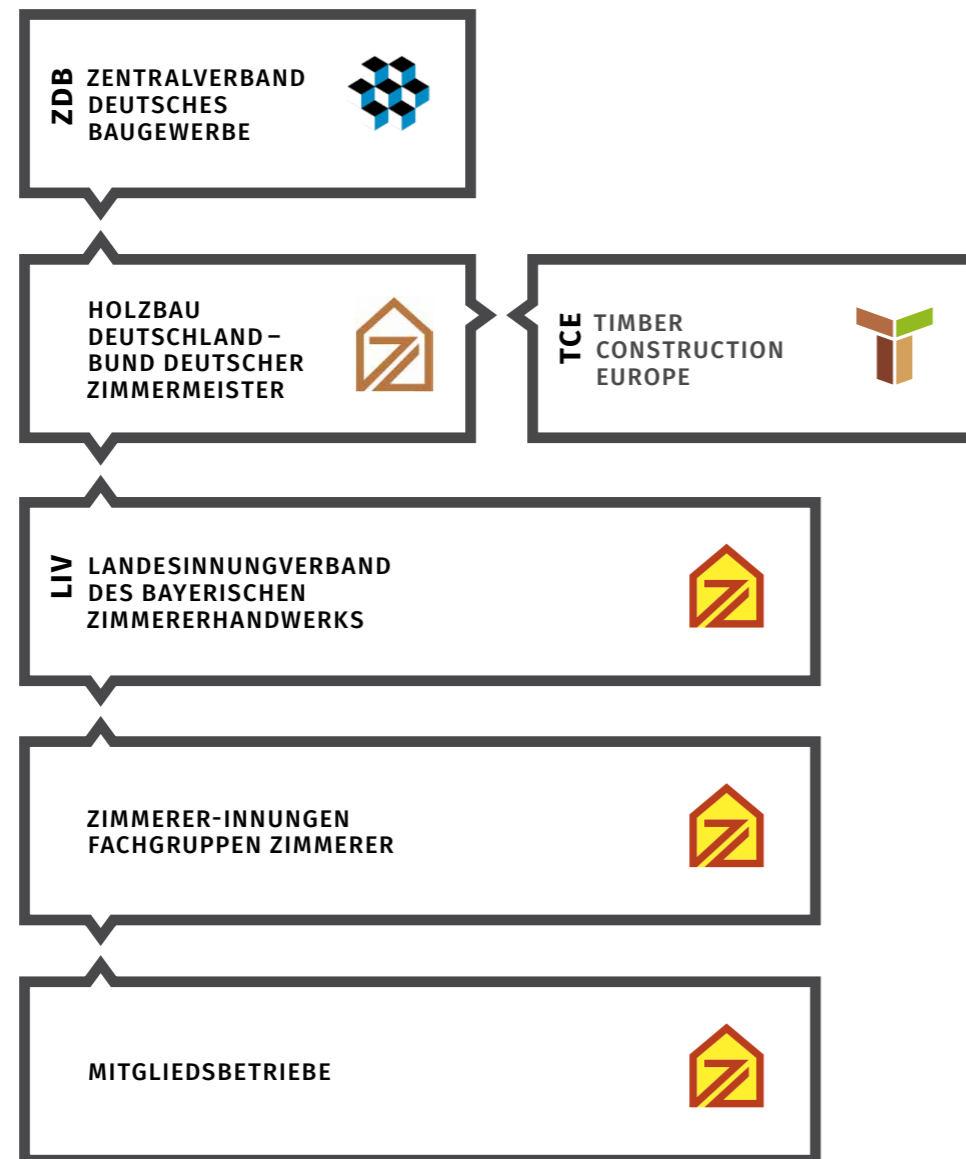 ZDB
ZENTRALVERBAND
DEUTSCHES
BAUGEWERBE
HOLZBAU
DEUTSCHLAND –
BUND DEUTSCHER
ZIMMERMEISTER
TCE
TIMBER
CONSTRUCTION
EUROPE
LIV
LANDESINNUNGVERBAND
DES BAYERISCHEN
ZIMMERERHANDWERKS
ZIMMERER-INNUNGEN
FACHGRUPPEN ZIMMERER
MITGLIEDSBETRIEBE